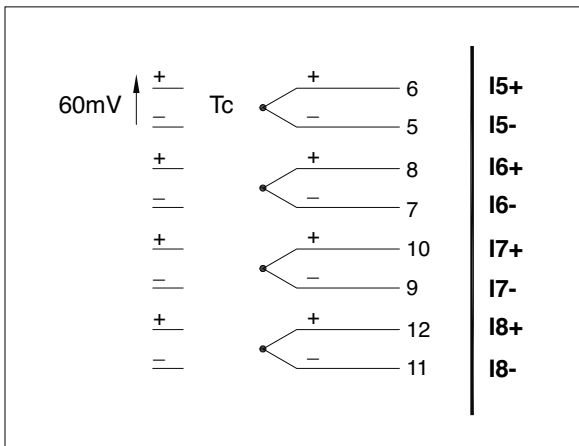 + + 6 I5+
60mV Tc
– – 5 I5-
+ + 8 I6+
– – 7 I6-
+ + 10 I7+
– – 9 I7-
+ + 12 I8+
– – 11 I8-